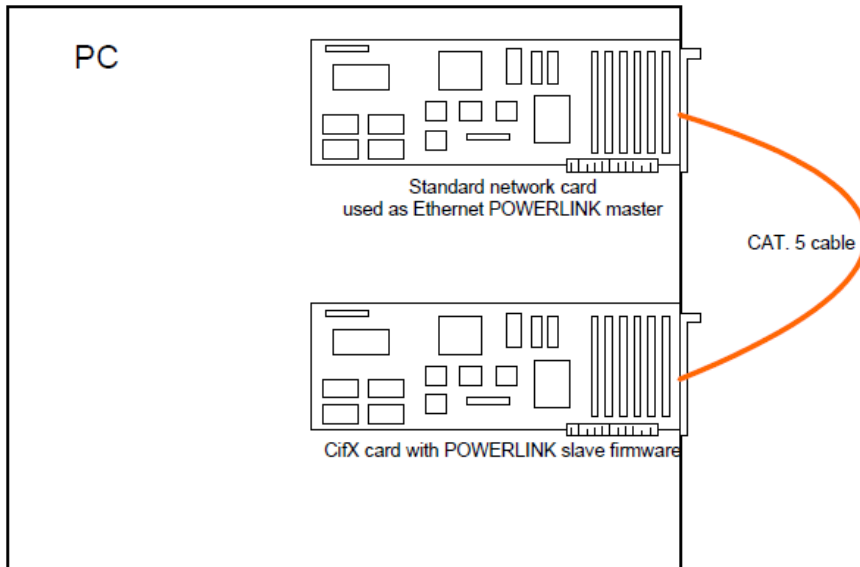 PC
Standard network card
used as Ethernet POWERLINK master
CAT. 5 cable
CifX card with POWERLINK slave firmware